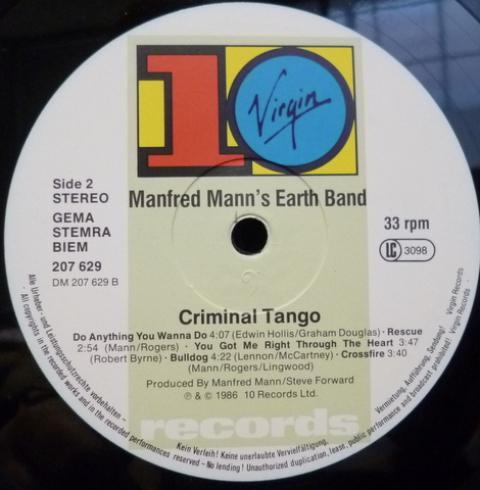 10
Virgin
Side 2
STEREO
GEMA
STEMRA
BIEM
207 629
DM 207 629 B
Manfred Mann's Earth Band
33 rpm
LC 3098
Criminal Tango
Do Anything You Wanna Do 4:07 (Edwin Hollis/Graham Douglas) · Rescue
2:54 (Mann/Rogers) · You Got Me Right Through The Heart 3:47
(Robert Byrne) · Bulldog 4:22 (Lennon/McCartney) · Crossfire 3:40
(Mann/Rogers/Lingwood)
Produced By Manfred Mann/Steve Forward
℗ & © 1986 10 Records Ltd.
records
Alle Urheber- und Leistungsschutzrechte vorbehalten – Kein Verleih! Keine unerlaubte Vervielfältigung, Vermietung, Aufführung, Sendung! Virgin Records
· All copyrights in the recorded works and in the recorded performances reserved – No lending! Unauthorized duplication, lease, public performance and broadcast prohibited! Virgin Records